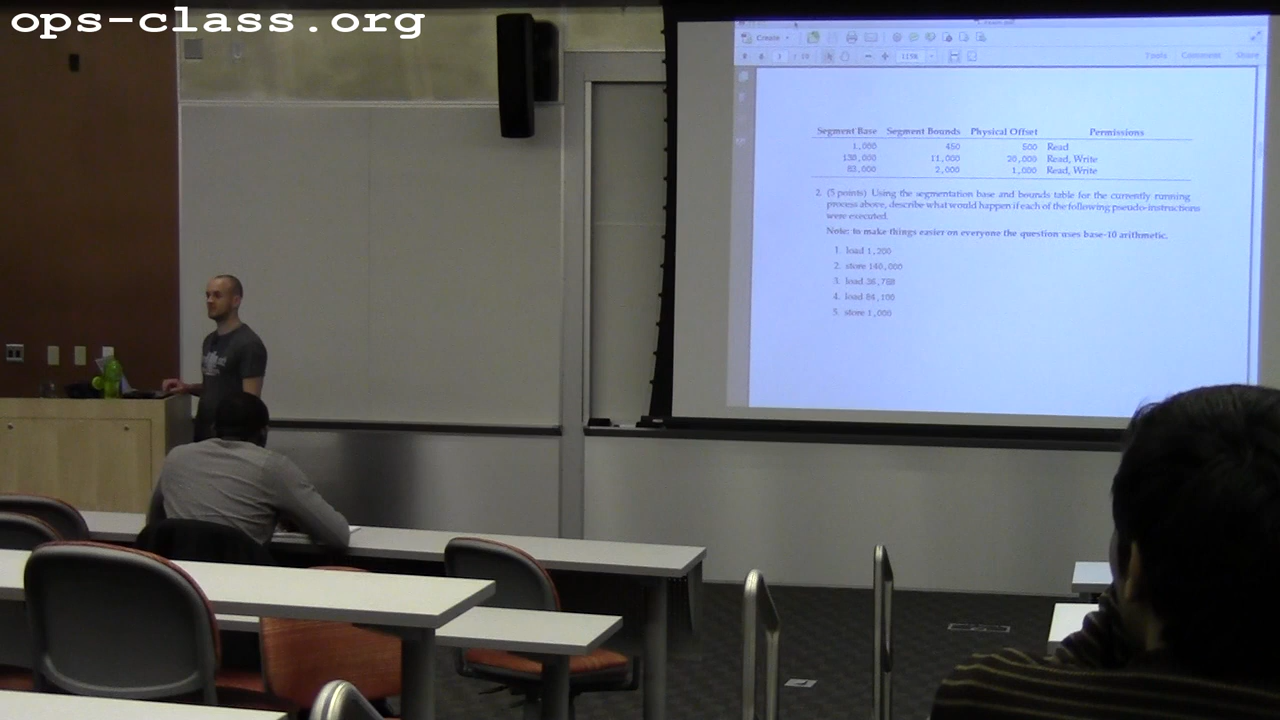 ops-class.org
Create
115%
Tools Comment Share
Segment Base Segment Bounds Physical Offset Permissions
1,000 450 500 Read
130,000 11,000 20,000 Read, Write
83,000 2,000 1,000 Read, Write
2. (5 points) Using the segmentation base and bounds table for the currently running
process above, describe what would happen if each of the following pseudo-instructions
were executed.
Note: to make things easier on everyone the question uses base-10 arithmetic.
1. load 1,200
2. store 140,000
3. load
4. load 84,100
5. store 1,000